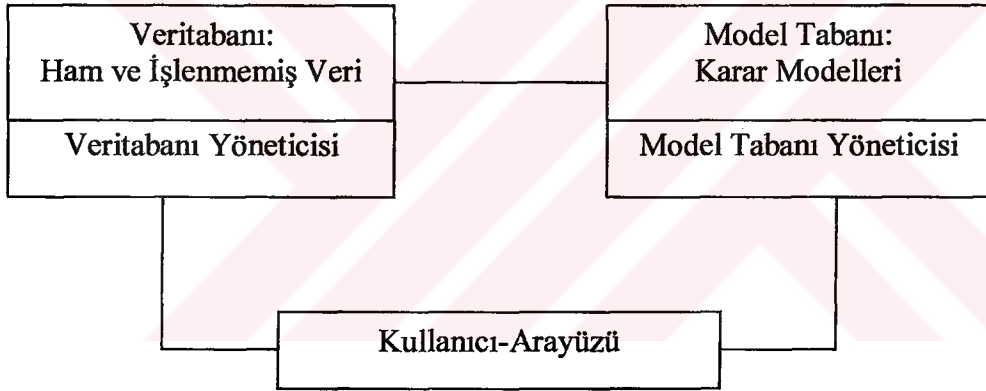 Veritabanı:
Ham ve İşlenmemiş Veri
Veritabanı Yöneticisi
Model Tabanı:
Karar Modelleri
Model Tabanı Yöneticisi
Kullanıcı-Arayüzü